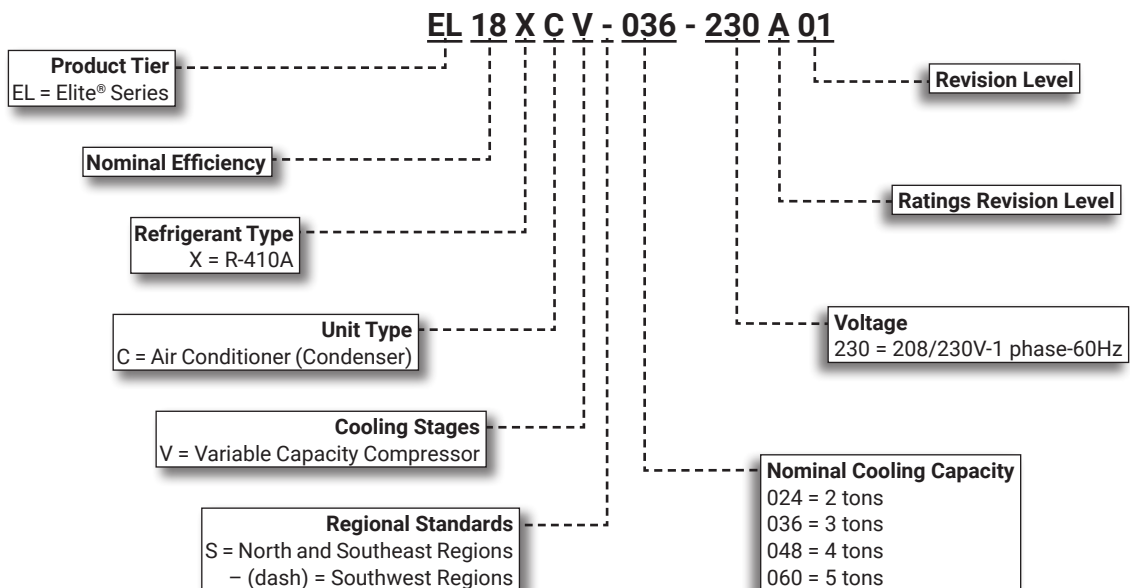 EL 18 X C V - 036 - 230 A 01
Product Tier
EL = Elite® Series
Revision Level
Nominal Efficiency
Ratings Revision Level
Refrigerant Type
X = R-410A
Unit Type
C = Air Conditioner (Condenser)
Voltage
230 = 208/230V-1 phase-60Hz
Cooling Stages
V = Variable Capacity Compressor
Nominal Cooling Capacity
024 = 2 tons
036 = 3 tons
048 = 4 tons
060 = 5 tons
Regional Standards
S = North and Southeast Regions
– (dash) = Southwest Regions